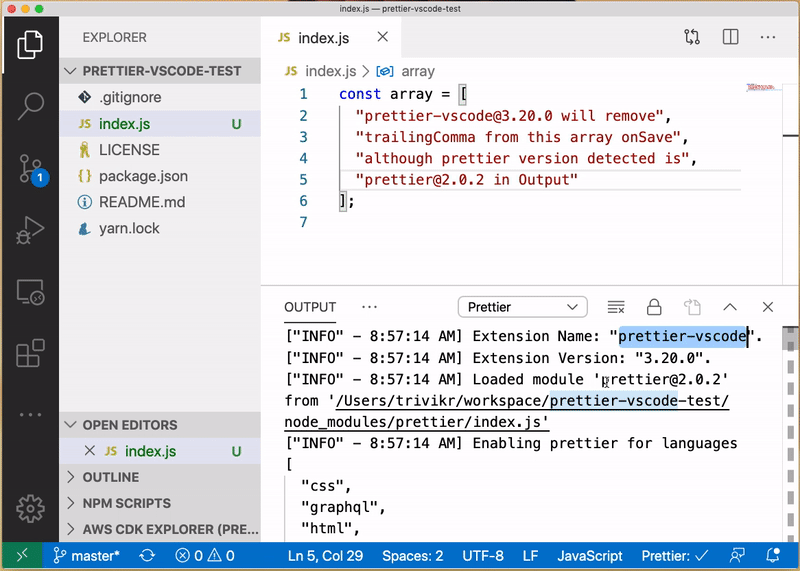 index.js — prettier-vscode-test
EXPLORER
PRETTIER-VSCODE-TEST
.gitignore
JS index.js U
LICENSE
{} package.json
README.md
yarn.lock
1
OPEN EDITORS
JS index.js U
OUTLINE
NPM SCRIPTS
AWS CDK EXPLORER (PRE...
JS index.js
JS index.js > array
1 const array = [
2 "prettier-vscode@3.20.0 will remove",
3 "trailingComma from this array onSave",
4 "although prettier version detected is",
5 "prettier@2.0.2 in Output"
6 ];
7
OUTPUT
Prettier
["INFO" - 8:57:14 AM] Extension Name: "prettier-vscode".
["INFO" - 8:57:14 AM] Extension Version: "3.20.0".
["INFO" - 8:57:14 AM] Loaded module 'prettier@2.0.2'
from '/Users/trivikr/workspace/prettier-vscode-test/
node_modules/prettier/index.js'
["INFO" - 8:57:14 AM] Enabling prettier for languages
[
"css",
"graphql",
"html",
master* 0 0 Ln 5, Col 29 Spaces: 2 UTF-8 LF JavaScript Prettier: ✓